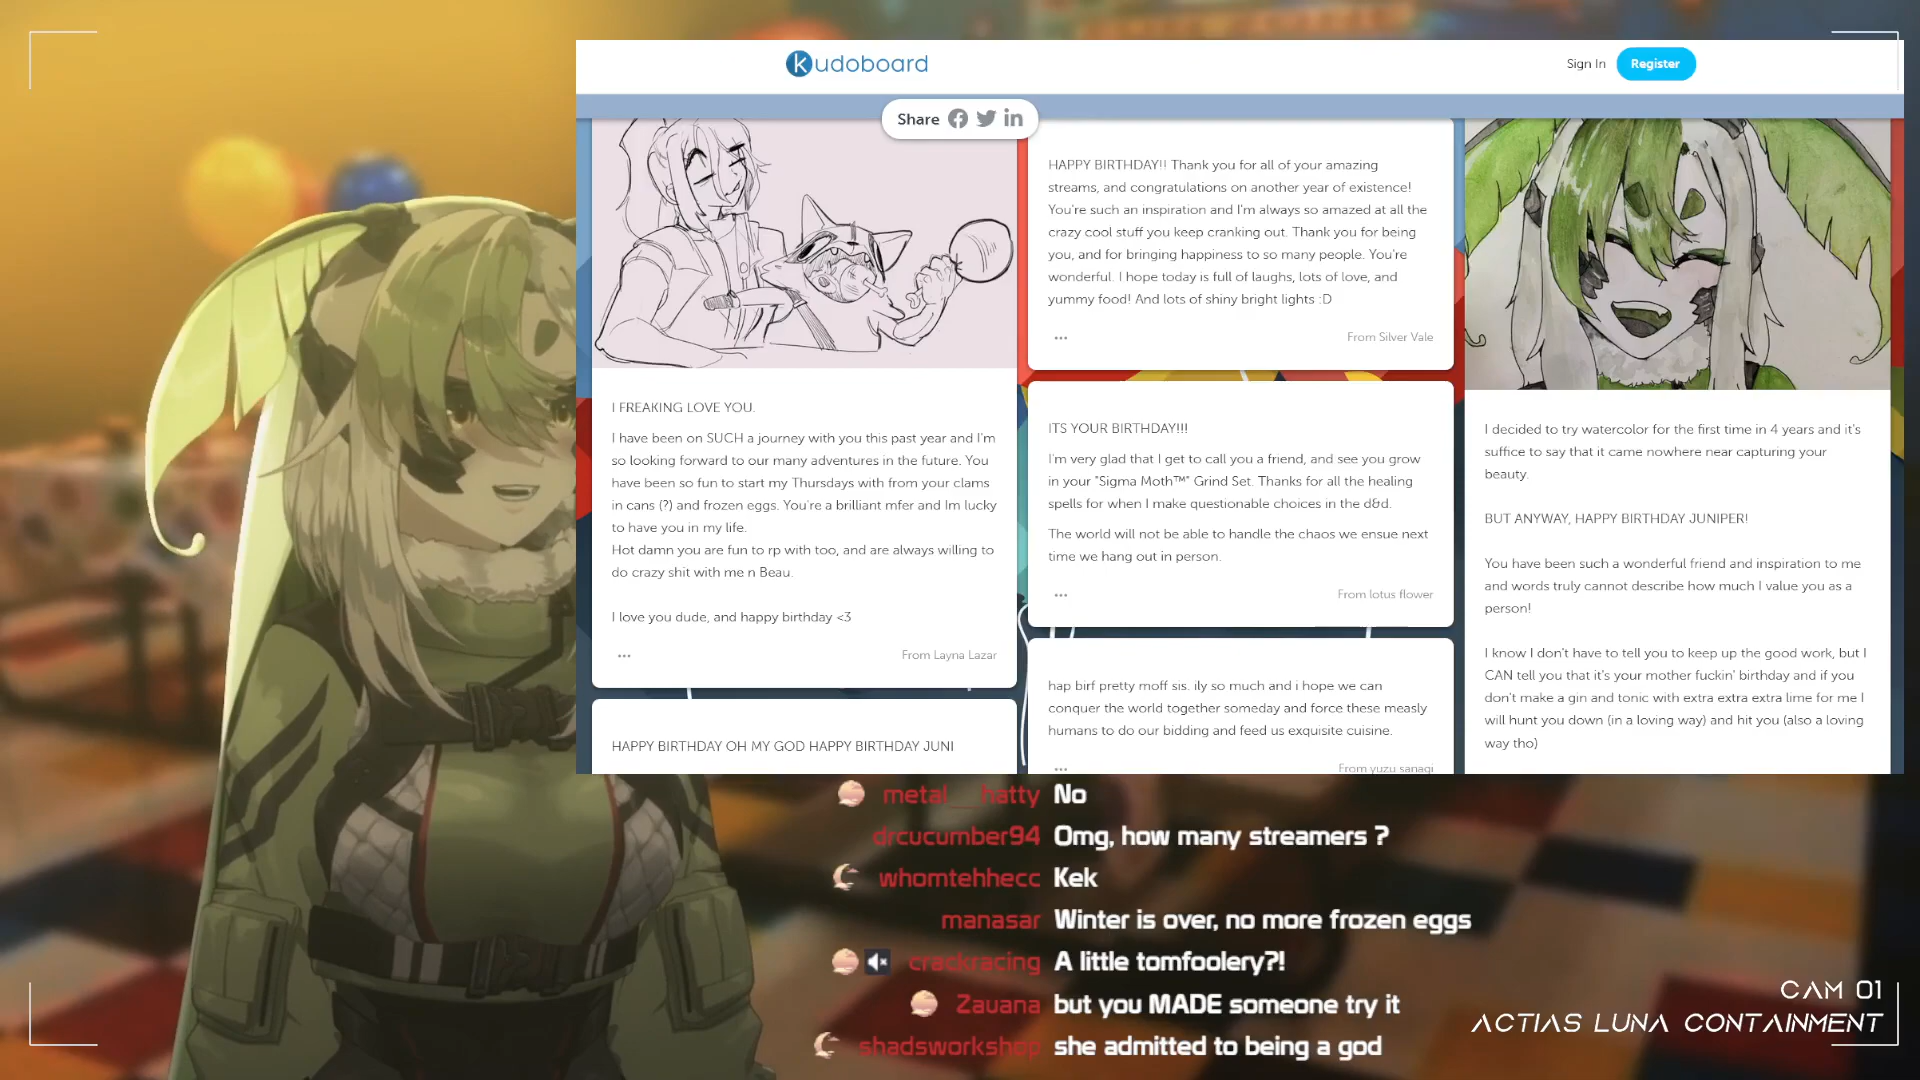 kudoboard
Sign In
Register
Share
I FREAKING LOVE YOU.
I have been on SUCH a journey with you this past year and I'm
so looking forward to our many adventures in the future. You
have been so fun to start my Thursdays with from your clams
in cans (?) and frozen eggs. You're a brilliant mfer and Im lucky
to have you in my life.
Hot damn you are fun to rp with too, and are always willing to
do crazy shit with me n Beau.
I love you dude, and happy birthday <3
... From Layna Lazar
HAPPY BIRTHDAY OH MY GOD HAPPY BIRTHDAY JUNI
HAPPY BIRTHDAY!! Thank you for all of your amazing
streams, and congratulations on another year of existence!
You're such an inspiration and I'm always so amazed at all the
crazy cool stuff you keep cranking out. Thank you for being
you, and for bringing happiness to so many people. You're
wonderful. I hope today is full of laughs, lots of love, and
yummy food! And lots of shiny bright lights :D
... From Silver Vale
ITS YOUR BIRTHDAY!!!
I'm very glad that I get to call you a friend, and see you grow
in your "Sigma Moth™" Grind Set. Thanks for all the healing
spells for when I make questionable choices in the d&d.
The world will not be able to handle the chaos we ensue next
time we hang out in person.
... From lotus flower
hap birf pretty moff sis. ily so much and i hope we can
conquer the world together someday and force these measly
humans to do our bidding and feed us exquisite cuisine.
... From yuzu sanagi
I decided to try watercolor for the first time in 4 years and it's
suffice to say that it came nowhere near capturing your
beauty.
BUT ANYWAY, HAPPY BIRTHDAY JUNIPER!
You have been such a wonderful friend and inspiration to me
and words truly cannot describe how much I value you as a
person!
I know I don't have to tell you to keep up the good work, but I
CAN tell you that it's your mother fuckin' birthday and if you
don't make a gin and tonic with extra extra extra lime for me I
will hunt you down (in a loving way) and hit you (also a loving
way tho)
metal__hatty No
drcucumber94 Omg, how many streamers ?
whomtehhecc Kek
manasar Winter is over, no more frozen eggs
crackracing A little tomfoolery?!
Zauana but you MADE someone try it
shadsworkshop she admitted to being a god
CAM 01
ACTIAS LUNA CONTAINMENT